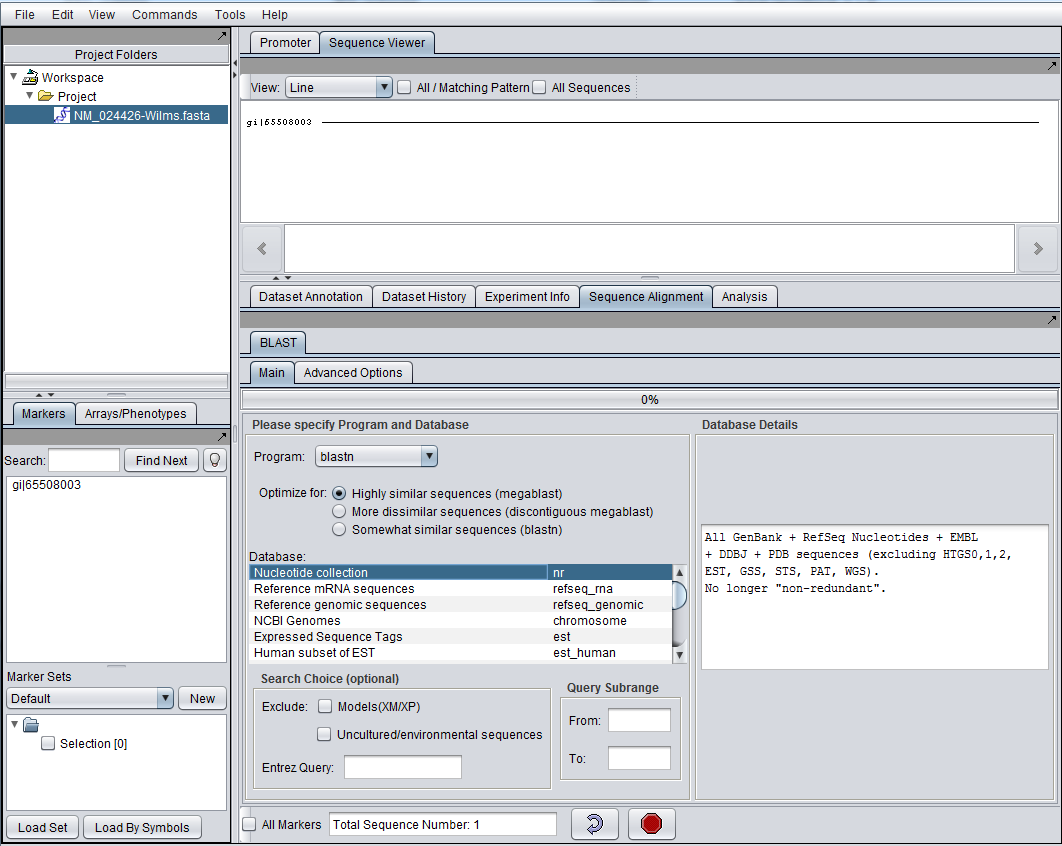 File Edit View Commands Tools Help
Project Folders
Workspace
Project
NM_024426-Wilms.fasta
Markers Arrays/Phenotypes
Search: Find Next
gi|65508003
Marker Sets
Default New
Selection [0]
Load Set Load By Symbols
Promoter Sequence Viewer
View: Line All / Matching Pattern All Sequences
gi|65508003
Dataset Annotation Dataset History Experiment Info Sequence Alignment Analysis
BLAST
Main Advanced Options
0%
Please specify Program and Database
Program: blastn
Optimize for: Highly similar sequences (megablast)
More dissimilar sequences (discontiguous megablast)
Somewhat similar sequences (blastn)
Database:
Nucleotide collection nr
Reference mRNA sequences refseq_rna
Reference genomic sequences refseq_genomic
NCBI Genomes chromosome
Expressed Sequence Tags est
Human subset of EST est_human
Search Choice (optional)
Exclude: Models(XM/XP)
Uncultured/environmental sequences
Entrez Query:
Query Subrange
From:
To:
Database Details
All GenBank + RefSeq Nucleotides + EMBL
+ DDBJ + PDB sequences (excluding HTGS0,1,2,
EST, GSS, STS, PAT, WGS).
No longer "non-redundant".
All Markers Total Sequence Number: 1